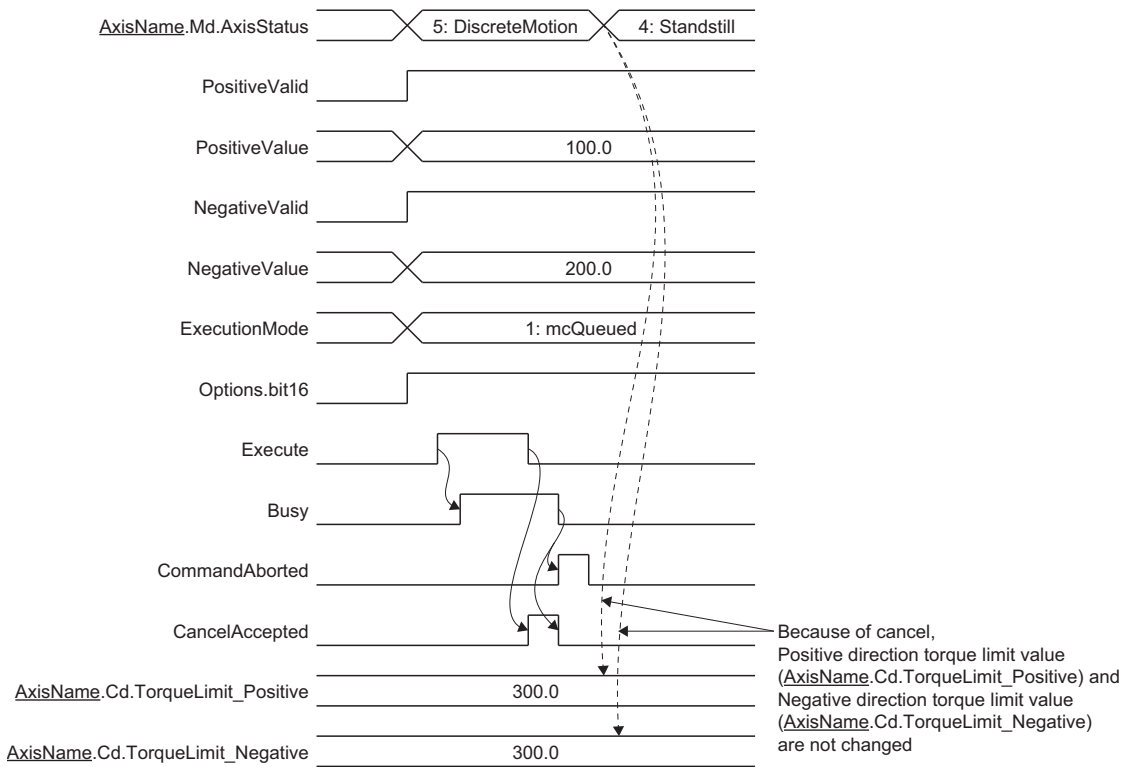 AxisName.Md.AxisStatus 5: DiscreteMotion 4: Standstill
PositiveValid
PositiveValue 100.0
NegativeValid
NegativeValue 200.0
ExecutionMode 1: mcQueued
Options.bit16
Execute
Busy
CommandAborted
CancelAccepted
Because of cancel,
Positive direction torque limit value
(AxisName.Cd.TorqueLimit_Positive) and
Negative direction torque limit value
(AxisName.Cd.TorqueLimit_Negative)
are not changed
AxisName.Cd.TorqueLimit_Positive 300.0
AxisName.Cd.TorqueLimit_Negative 300.0